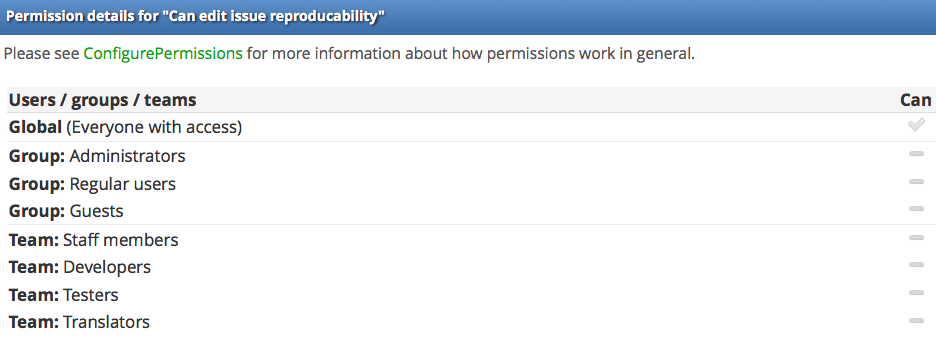 Permission details for "Can edit issue reproducability"
Please see ConfigurePermissions for more information about how permissions work in general.
Users / groups / teams Can
Global (Everyone with access)
Group: Administrators
Group: Regular users
Group: Guests
Team: Staff members
Team: Developers
Team: Testers
Team: Translators